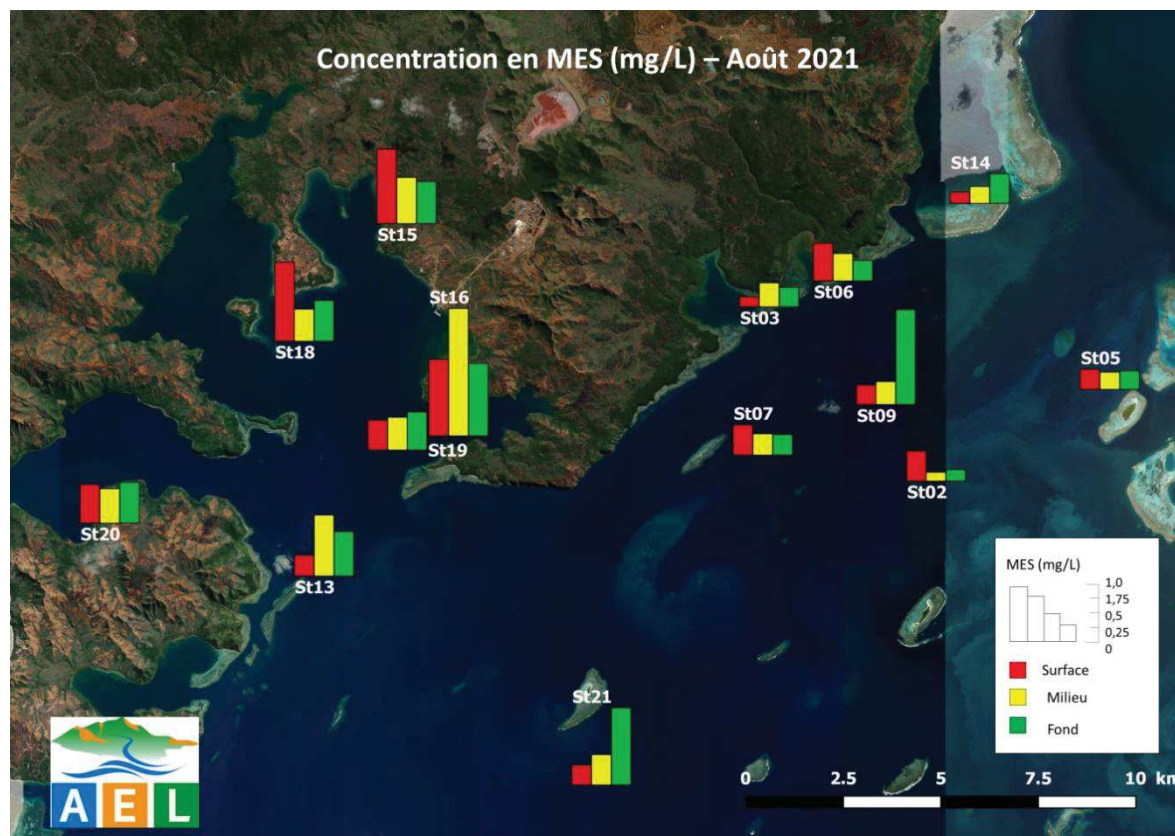 Concentration en MES (mg/L) – Août 2021
St14
St15
St16
St06
St03
St18
St05
St09
St07
St19
St02
St20
St13
MES (mg/L)
1,0
1,75
0,5
0,25
0
Surface
Milieu
Fond
St21
0 2.5 5 7.5 10 km
A E L